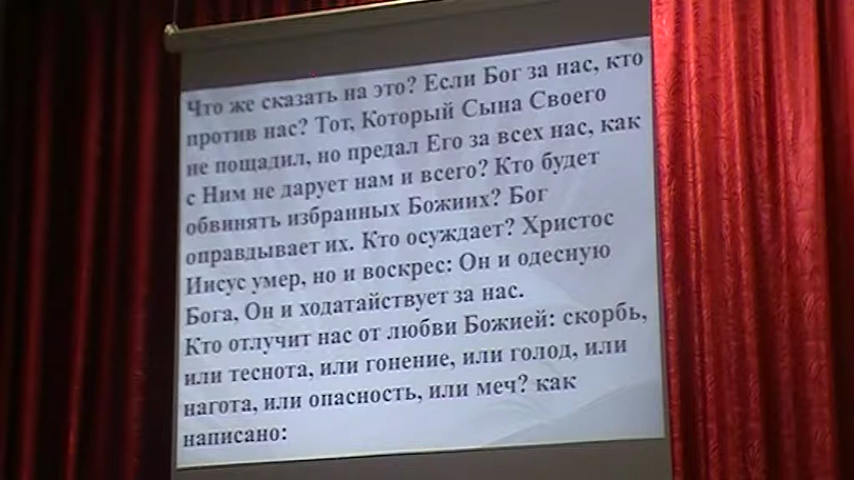 Что же сказать на это? Если Бог за нас, кто
против нас? Тот, Который Сына Своего
не пощадил, но предал Его за всех нас, как
с Ним не дарует нам и всего? Кто будет
обвинять избранных Божиих? Бог
оправдывает их. Кто осуждает? Христос
Иисус умер, но и воскрес: Он и одесную
Бога, Он и ходатайствует за нас.
Кто отлучит нас от любви Божией: скорбь,
или теснота, или гонение, или голод, или
нагота, или опасность, или меч? как
написано: